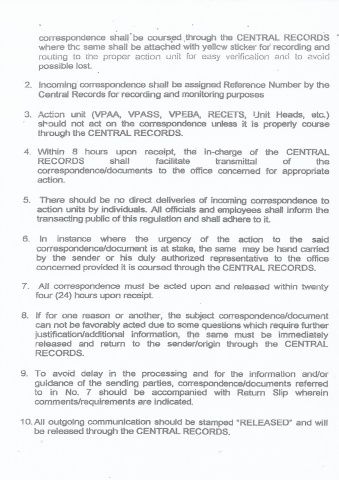 correspondence shall be coursed through the CENTRAL RECORDS
where the same shall be attached with yellow sticker for recording and
routing to the proper action unit for easy verification and to avoid
possible lost.
2. Incoming correspondence shall be assigned Reference Number by the
Central Records for recording and monitoring purposes
3. Action unit (VPAA, VPASS, VPEBA, RECETS, Unit Heads, etc.)
should not act on the correspondence unless it is properly course
through the CENTRAL RECORDS.
4. Within 8 hours upon receipt, the in-charge of the CENTRAL
RECORDS shall facilitate transmittal of the
correspondence/documents to the office concerned for appropriate
action.
5. There should be no direct deliveries of incoming correspondence to
action units by individuals. All officials and employees shall inform the
transacting public of this regulation and shall adhere to it.
6. In instance where the urgency of the action to the said
correspondence/document is at stake, the same may be hand carried
by the sender or his duly authorized representative to the office
concerned provided it is coursed through the CENTRAL RECORDS.
7. All correspondence must be acted upon and released within twenty
four (24) hours upon receipt.
8. If for one reason or another, the subject correspondence/document
can not be favorably acted due to some questions which require further
justification/additional information, the same must be immediately
released and return to the sender/origin through the CENTRAL
RECORDS.
9. To avoid delay in the processing and for the information and/or
guidance of the sending parties, correspondence/documents referred
to in No. 7 should be accompanied with Return Slip wherein
comments/requirements are indicated.
10. All outgoing communication should be stamped "RELEASED" and will
be released through the CENTRAL RECORDS.